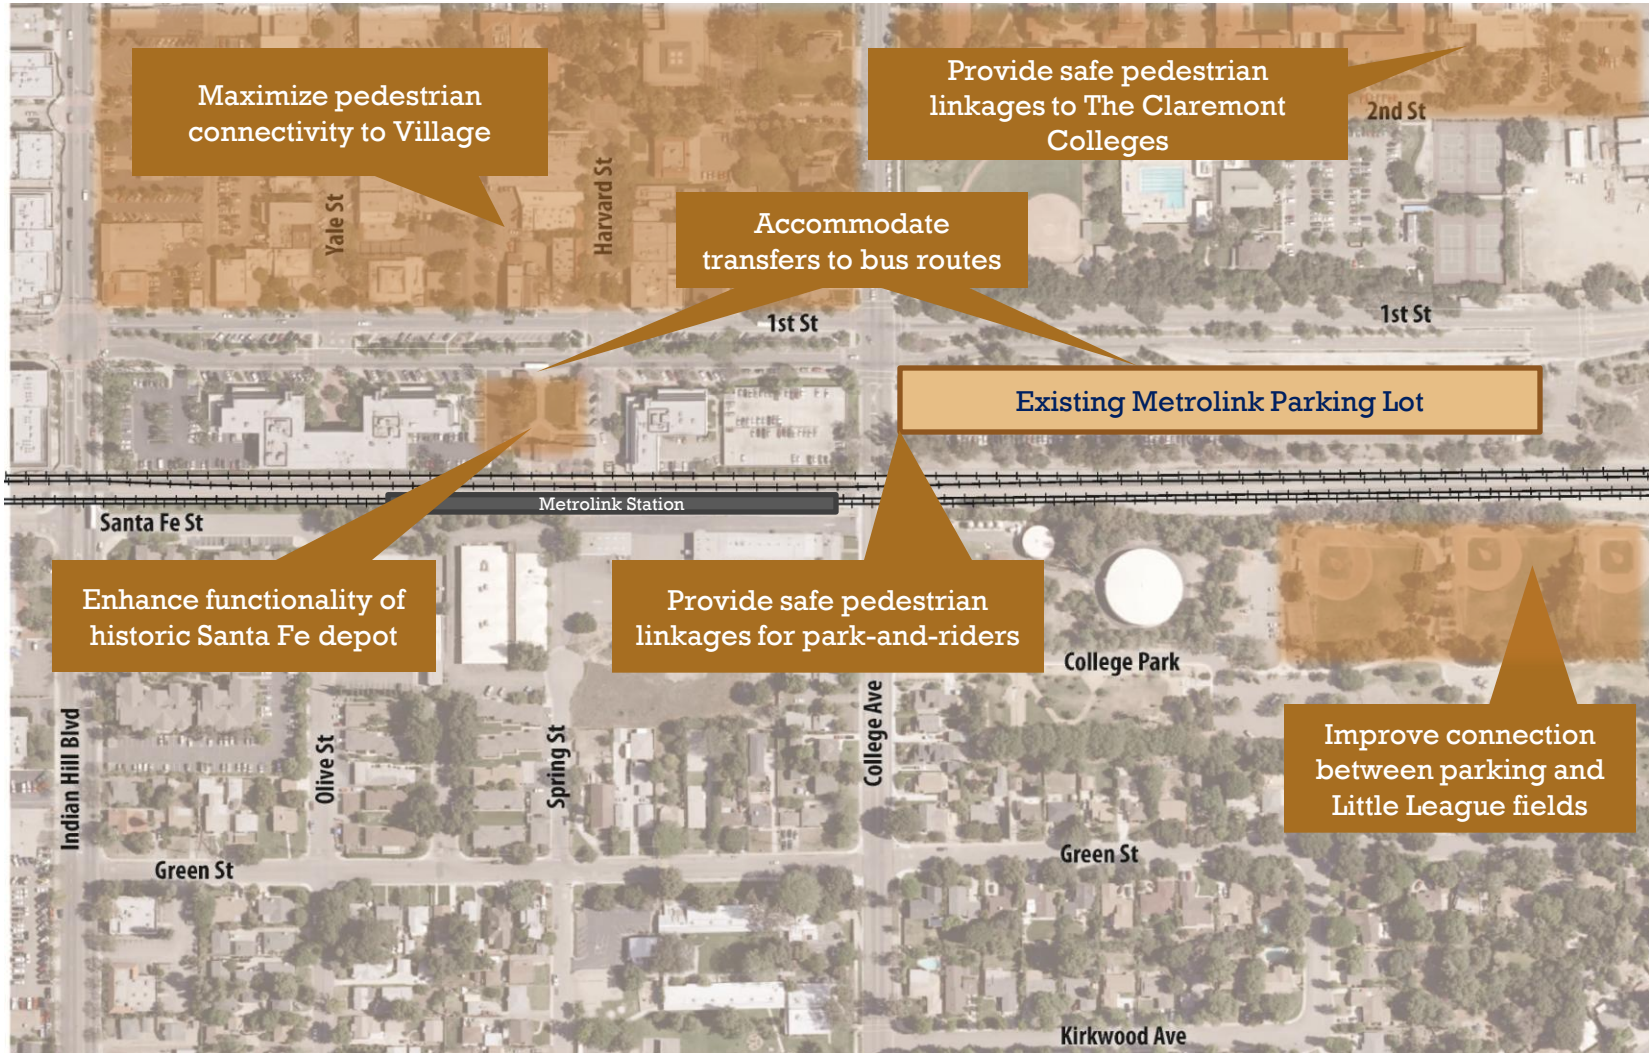 Maximize pedestrian
connectivity to Village
Provide safe pedestrian
linkages to The Claremont
Colleges
2nd St
Yale St
Harvard St
Accommodate
transfers to bus routes
1st St
1st St
Existing Metrolink Parking Lot
Metrolink Station
Santa Fe St
Enhance functionality of
historic Santa Fe depot
Provide safe pedestrian
linkages for park-and-riders
College Park
Improve connection
between parking and
Little League fields
Indian Hill Blvd
Olive St
Spring St
College Ave
Green St
Green St
Kirkwood Ave